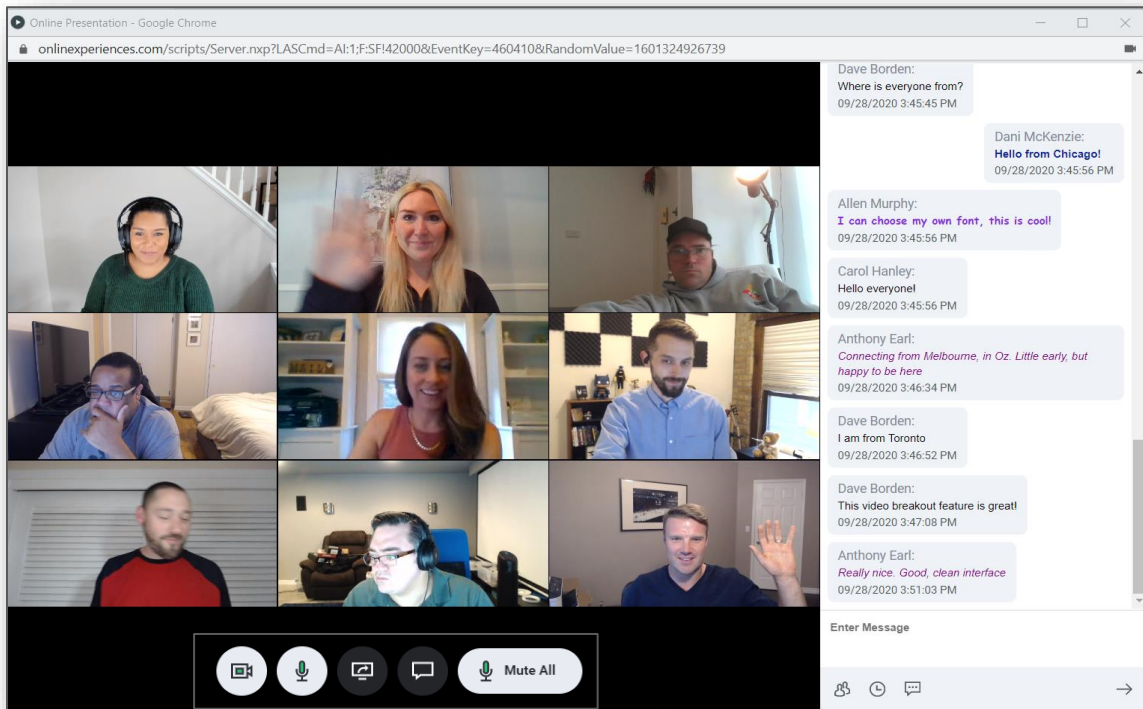 Online Presentation - Google Chrome
onlinexperiences.com/scripts/Server.nxp?LASCmd=AI:1;F:SF!42000&EventKey=460410&RandomValue=1601324926739
Dave Borden:
Where is everyone from?
09/28/2020 3:45:45 PM
Dani McKenzie:
Hello from Chicago!
09/28/2020 3:45:56 PM
Allen Murphy:
I can choose my own font, this is cool!
09/28/2020 3:45:56 PM
Carol Hanley:
Hello everyone!
09/28/2020 3:45:56 PM
Anthony Earl:
Connecting from Melbourne, in Oz. Little early, but
happy to be here
09/28/2020 3:46:34 PM
Dave Borden:
I am from Toronto
09/28/2020 3:46:52 PM
Dave Borden:
This video breakout feature is great!
09/28/2020 3:47:08 PM
Anthony Earl:
Really nice. Good, clean interface
09/28/2020 3:51:03 PM
Enter Message
Mute All